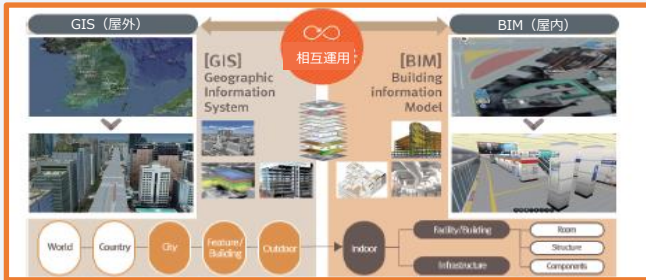 GIS（屋外）
相互運用
BIM（屋内）
[GIS]
Geographic
Information
System
[BIM]
Building
information
Model
World
Country
City
Feature/
Building
Outdoor
Indoor
Facility/Building
Infrastructure
Room
Structure
Components